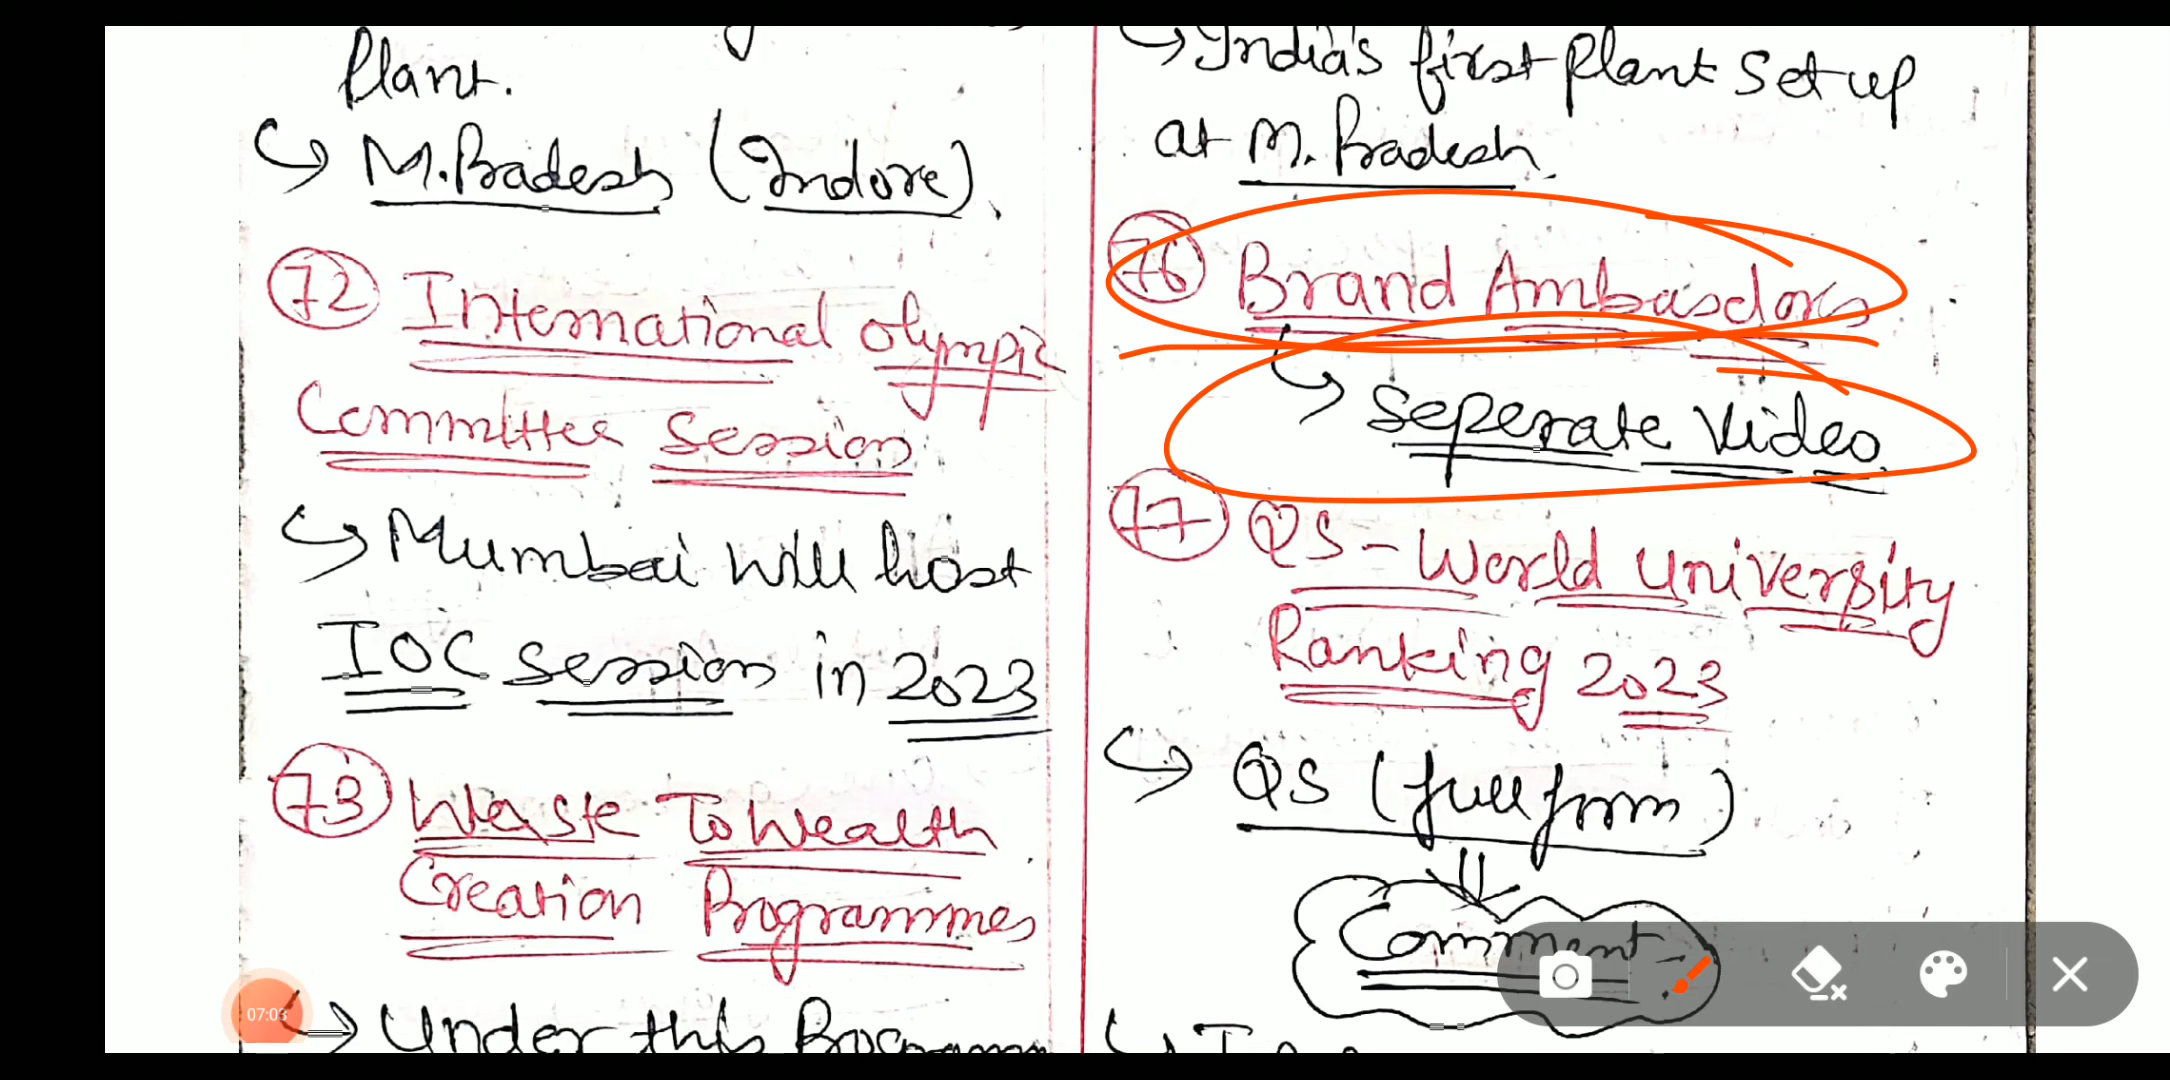 Plant.
M.Pradesh (Indore).
72 International olympic
Committee Session
Mumbai will host
IOC Session in 2023
73 Waste To Wealth
Creation Programmes
Under this
India's first Plant Set up
at M. Pradesh
76 Brand Ambasdors
Seperate Video
77 QS - World University
Ranking 2023
QS (full form)
Comment
07:03